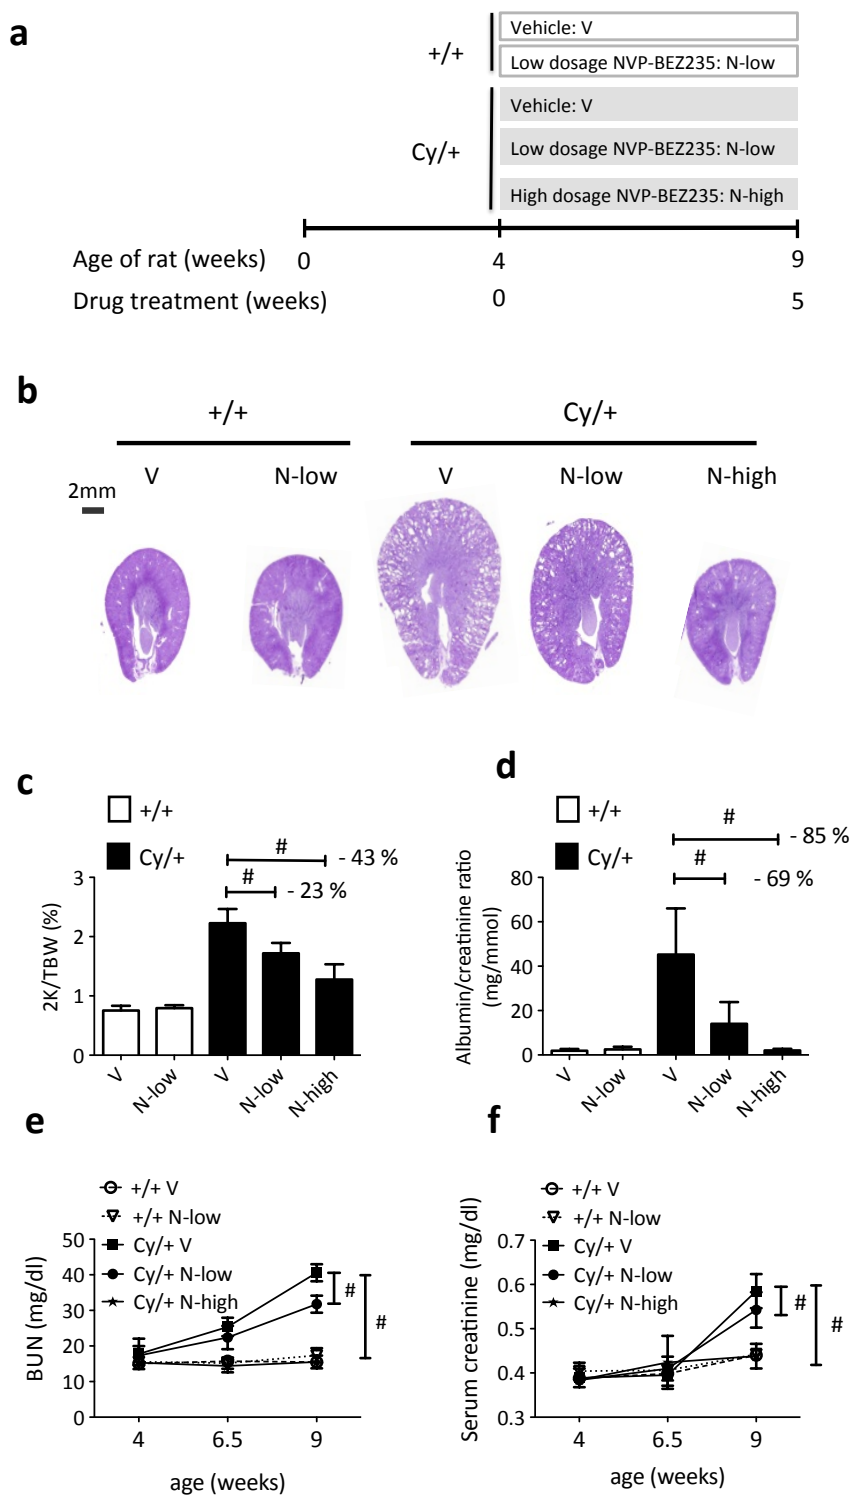 a
+/+
Vehicle: V
Low dosage NVP-BEZ235: N-low
Cy/+
Vehicle: V
Low dosage NVP-BEZ235: N-low
High dosage NVP-BEZ235: N-high
Age of rat (weeks) 0 4 9
Drug treatment (weeks) 0 5
b
+/+ Cy/+
V N-low V N-low N-high
2mm
c
+/+
Cy/+
# - 43 %
# - 23 %
2K/TBW (%)
3
2
1
0
V N-low V N-low N-high
d
+/+
Cy/+
# - 85 %
# - 69 %
Albumin/creatinine ratio
(mg/mmol)
80
60
40
20
0
V N-low V N-low N-high
e
+/+ V
+/+ N-low
Cy/+ V
Cy/+ N-low
Cy/+ N-high
BUN (mg/dl)
50
40
30
20
10
0
#
#
4 6.5 9
age (weeks)
f
+/+ V
+/+ N-low
Cy/+ V
Cy/+ N-low
Cy/+ N-high
Serum creatinine (mg/dl)
0.7
0.6
0.5
0.4
0.3
#
#
4 6.5 9
age (weeks)